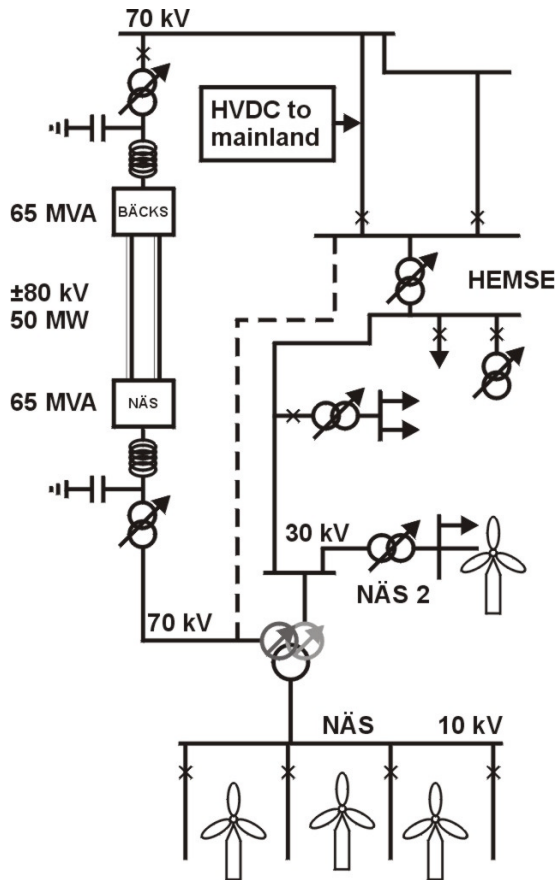 70 kV
HVDC to
mainland
65 MVA
BÄCKS
HEMSE
±80 kV
50 MW
65 MVA
NÄS
30 kV
NÄS 2
70 kV
NÄS
10 kV